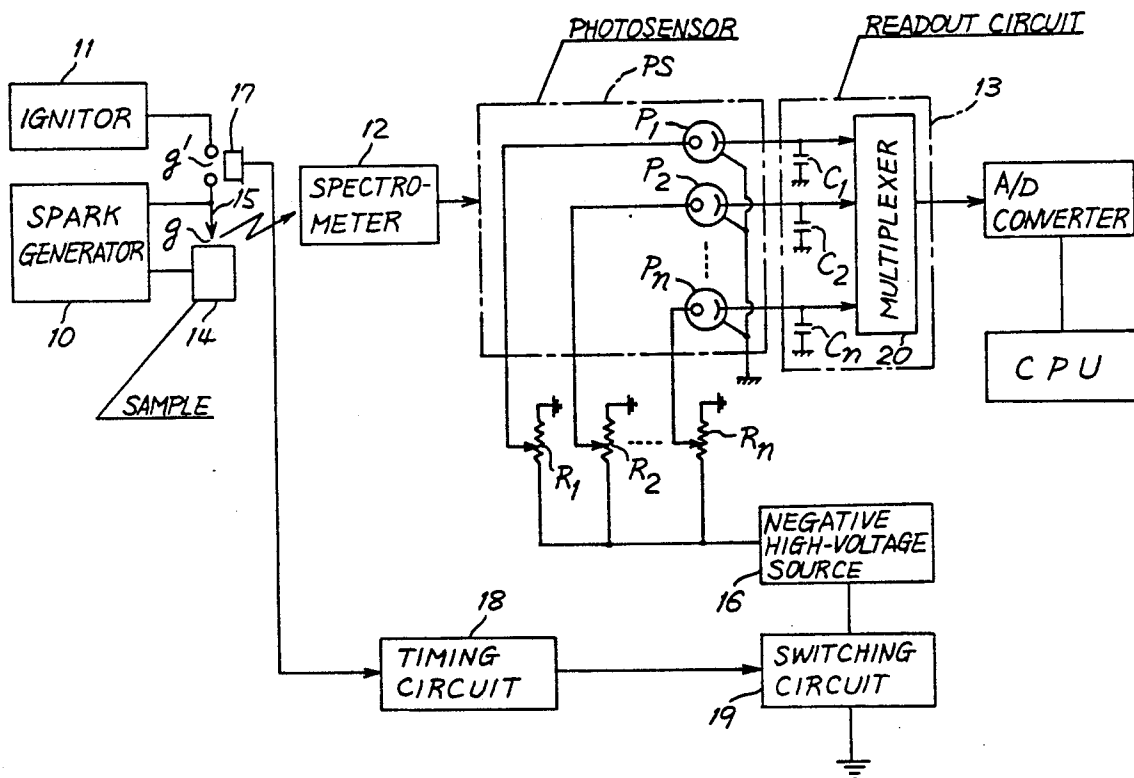 PHOTOSENSOR
READOUT CIRCUIT
11
IGNITOR
g'
17
PS
13
12
SPECTRO-
METER
P1
P2
Pn
C1
C2
Cn
MULTIPLEXER
20
A/D
CONVERTER
CPU
SPARK
GENERATOR
10
15
g
14
SAMPLE
R1
R2
Rn
NEGATIVE
HIGH-VOLTAGE
SOURCE
16
18
TIMING
CIRCUIT
SWITCHING
CIRCUIT
19